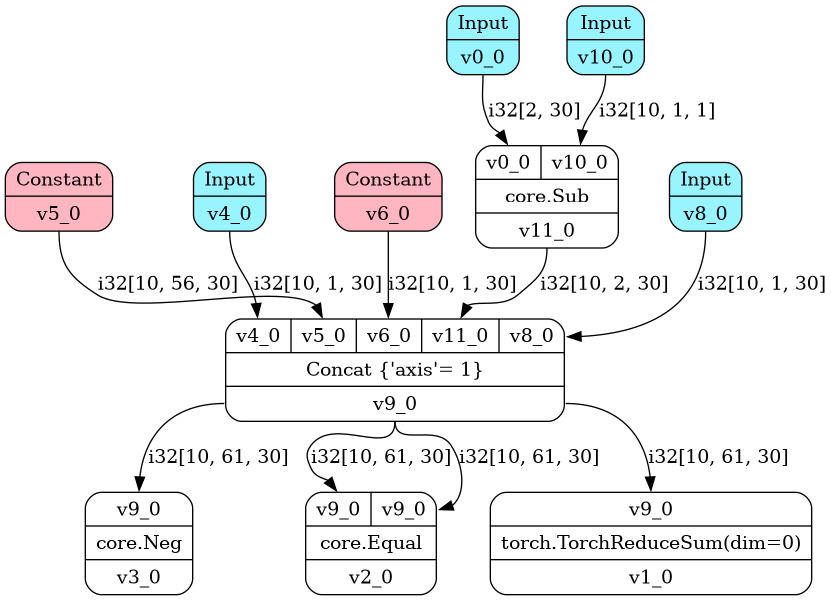 Input
v0_0
Input
v10_0
i32[2, 30]
i32[10, 1, 1]
v0_0
v10_0
core.Sub
v11_0
Constant
v5_0
Input
v4_0
Constant
v6_0
Input
v8_0
i32[10, 56, 30]
i32[10, 1, 30]
i32[10, 1, 30]
i32[10, 2, 30]
i32[10, 1, 30]
v4_0
v5_0
v6_0
v11_0
v8_0
Concat {'axis'= 1}
v9_0
i32[10, 61, 30]
i32[10, 61, 30]
i32[10, 61, 30]
i32[10, 61, 30]
v9_0
core.Neg
v3_0
v9_0
v9_0
core.Equal
v2_0
v9_0
torch.TorchReduceSum(dim=0)
v1_0